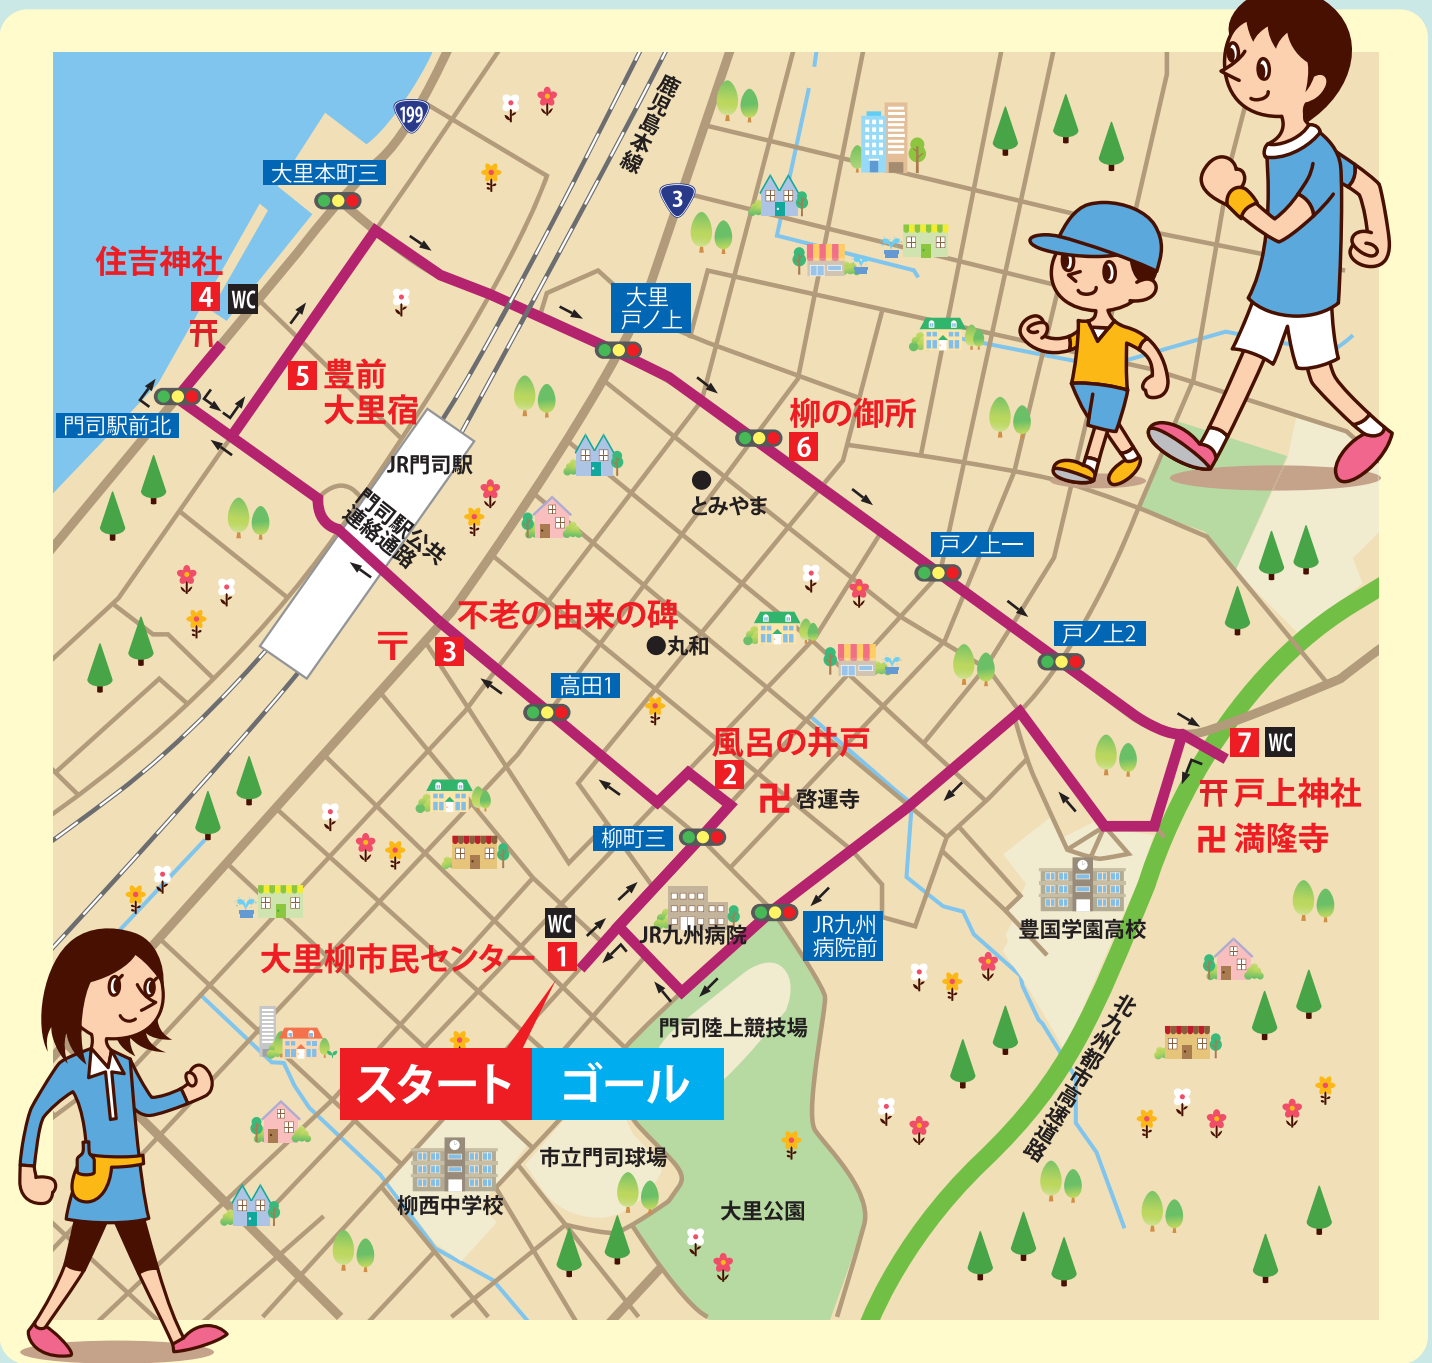 199
鹿児島本線
大里本町三
3
住吉神社
4
WC
大里
戸ノ上
5
豊前
大里宿
柳の御所
6
門司駅前北
JR門司駅
とみやま
門司駅公共
連絡通路
戸ノ上一
不老の由来の碑
3
丸和
戸ノ上2
高田1
風呂の井戸
2
卍
啓運寺
7
WC
戸上神社
卍
満隆寺
柳町三
WC
JR九州病院
JR九州
病院前
豊国学園高校
大里柳市民センター
1
門司陸上競技場
北九州都市高速道路
スタート
ゴール
市立門司球場
柳西中学校
大里公園